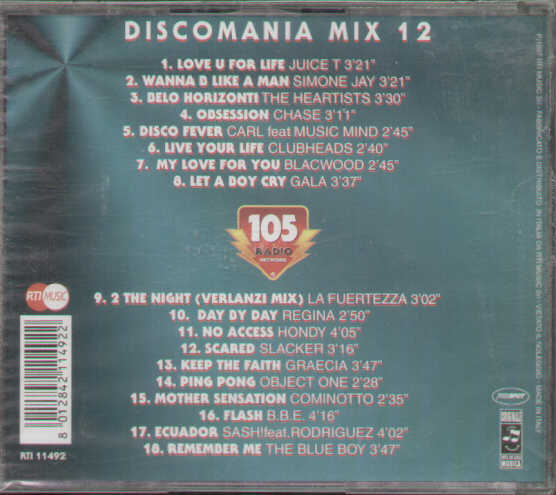 DISCOMANIA MIX 12
1. LOVE U FOR LIFE JUICE T 3'21"
2. WANNA B LIKE A MAN SIMONE JAY 3'21"
3. BELO HORIZONTI THE HEARTISTS 3'30"
4. OBSESSION CHASE 3'11"
5. DISCO FEVER CARL feat MUSIC MIND 2'45"
6. LIVE YOUR LIFE CLUBHEADS 2'40"
7. MY LOVE FOR YOU BLACWOOD 2'45"
8. LET A BOY CRY GALA 3'37"
105
RADIO
NETWORK
9. 2 THE NIGHT (VERLANZI MIX) LA FUERTEZZA 3'02"
10. DAY BY DAY REGINA 2'50"
11. NO ACCESS HONDY 4'05"
12. SCARED SLACKER 3'16"
13. KEEP THE FAITH GRAECIA 3'47"
14. PING PONG OBJECT ONE 2'28"
15. MOTHER SENSATION COMINOTTO 2'35"
16. FLASH B.B.E. 4'16"
17. ECUADOR SASH!feat.RODRIGUEZ 4'02"
18. REMEMBER ME THE BLUE BOY 3'47"
RTI MUSIC
8 012842 114922
RTI 11492
MADE IN ITALY